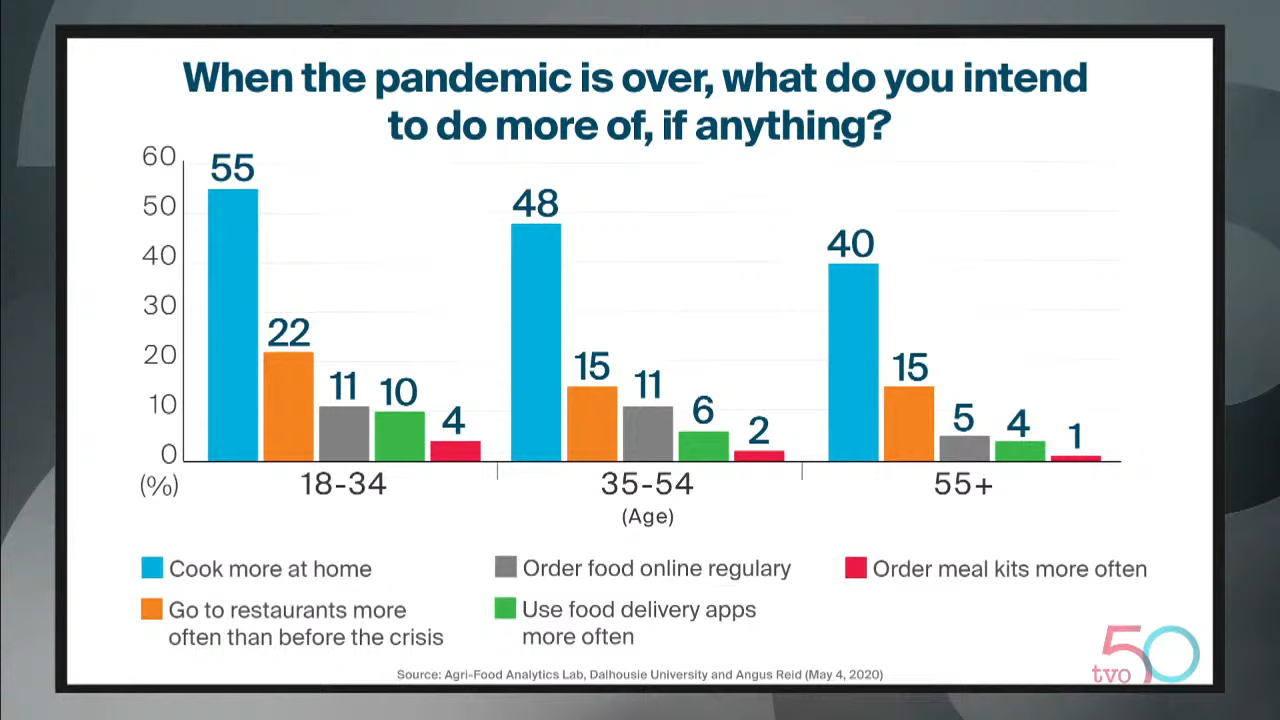 When the pandemic is over, what do you intend
to do more of, if anything?
60
50
40
30
20
10
0
(%)
55
22
11
10
4
48
15
11
6
2
40
15
5
4
1
18-34
35-54
55+
(Age)
Cook more at home
Go to restaurants more
often than before the crisis
Order food online regulary
Use food delivery apps
more often
Order meal kits more often
Source: Agri-Food Analytics Lab, Dalhousie University and Angus Reid (May 4, 2020)
tvo 50